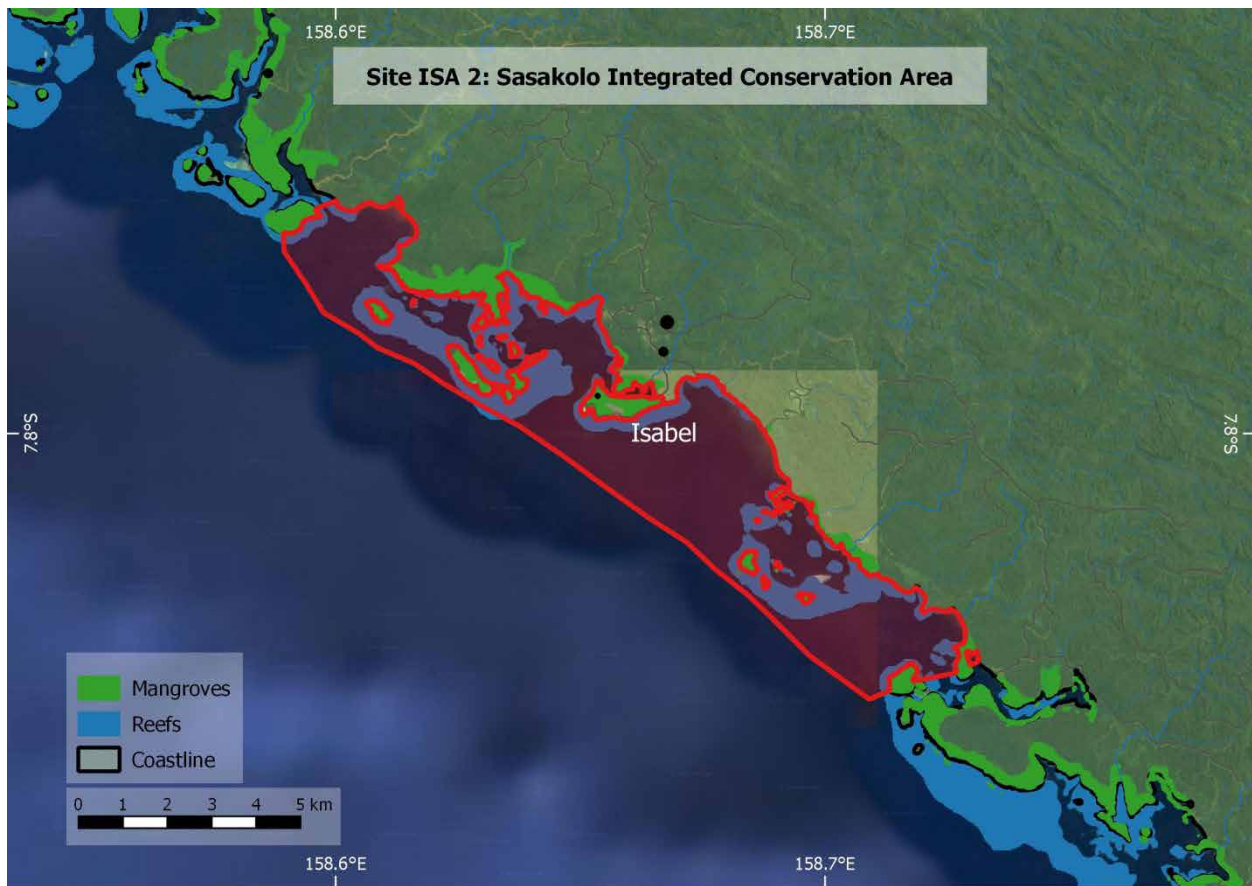 158.6°E
158.7°E
Site ISA 2: Sasakolo Integrated Conservation Area
7.8°S
7.8°S
Isabel
Mangroves
Reefs
Coastline
0 1 2 3 4 5 km
158.6°E
158.7°E